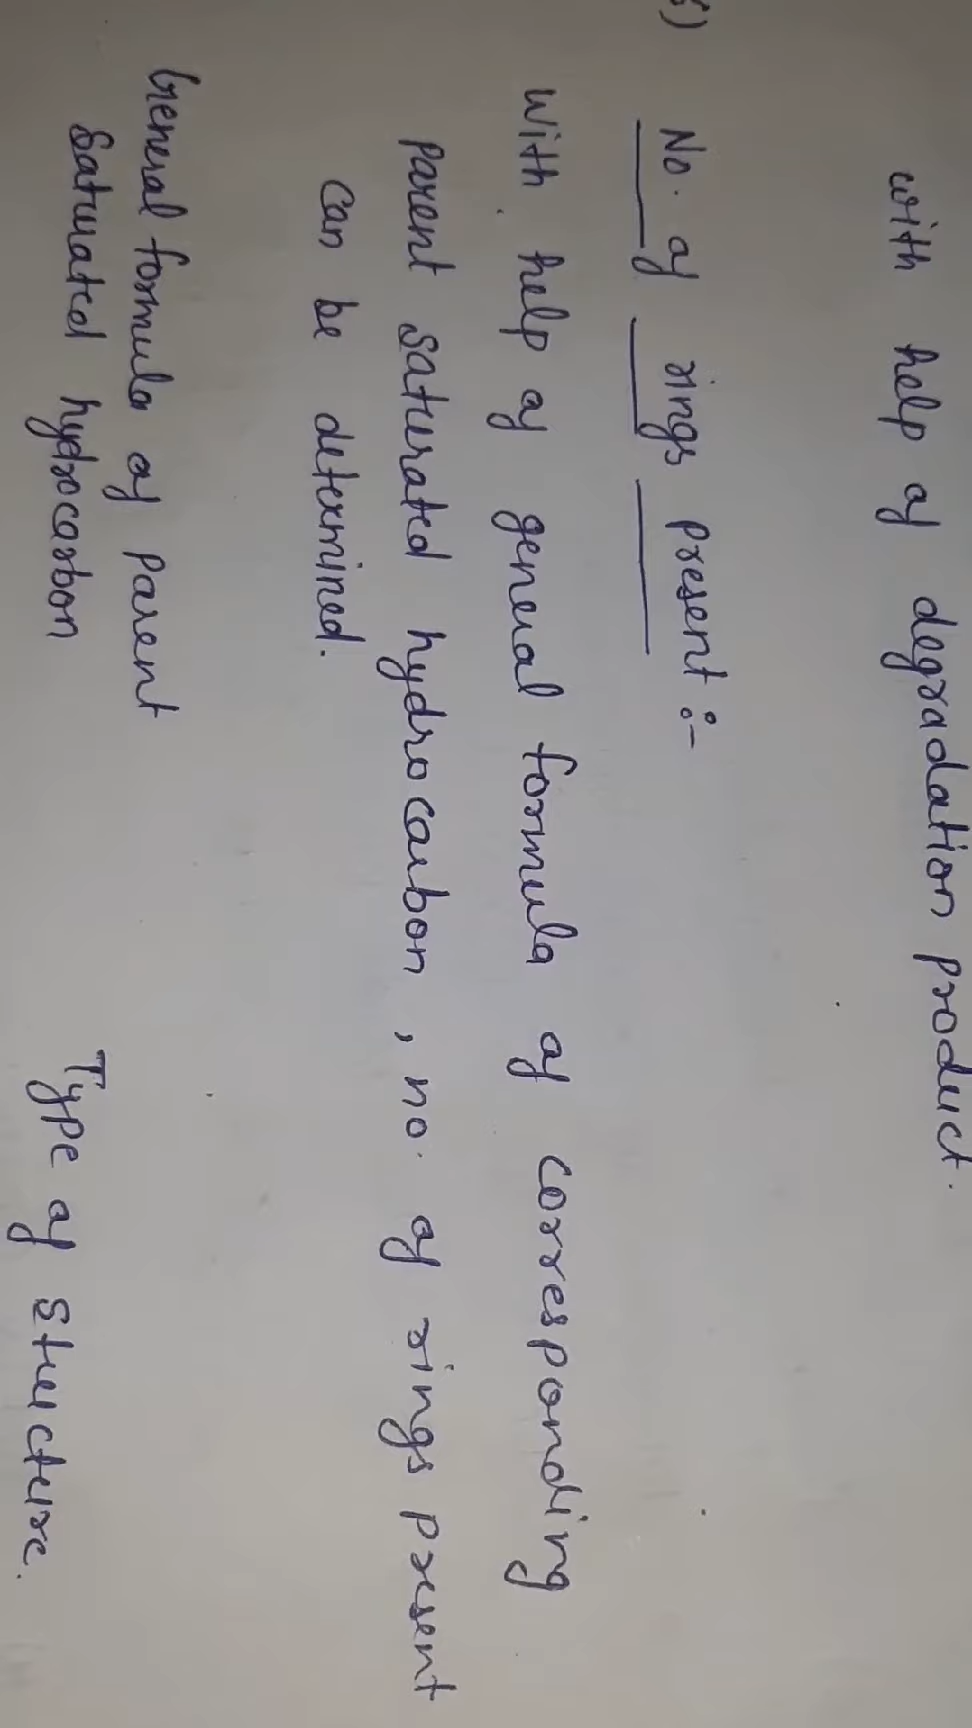 with help of degradation product.
) No. of rings present :-
With help of general formula of corresponding
parent saturated hydrocarbon, no. of rings present
can be determined.
General formula of parent
saturated hydrocarbon
Type of structure.